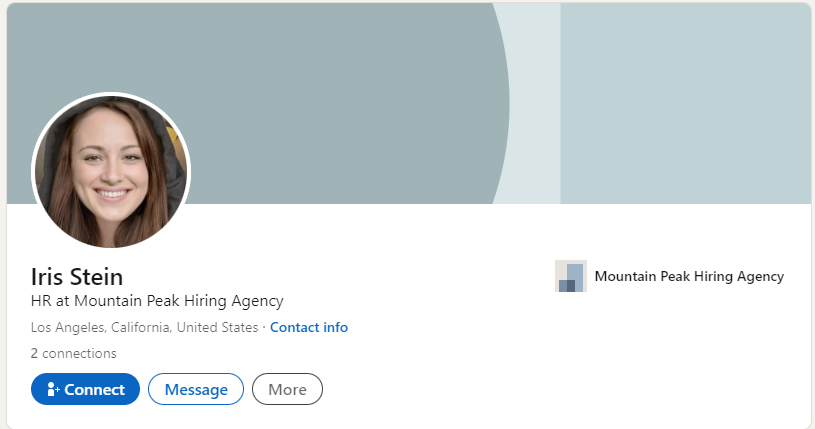 Iris Stein
HR at Mountain Peak Hiring Agency
Los Angeles, California, United States · Contact info
2 connections
Connect
Message
More
Mountain Peak Hiring Agency